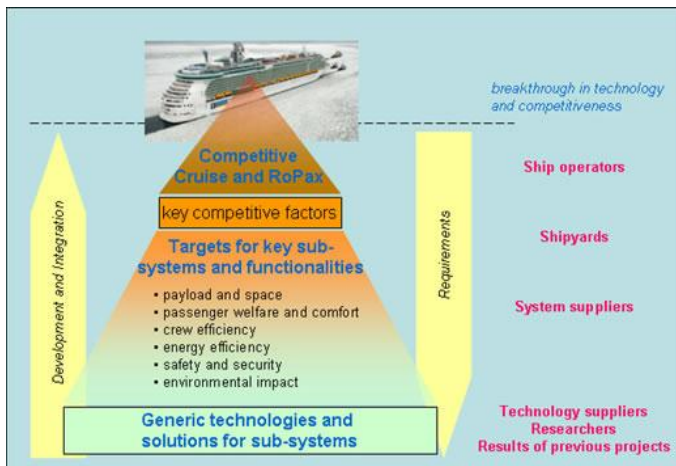 breakthrough in technology
and competitiveness
Competitive
Cruise and RoPax
key competitive factors
Targets for key sub-
systems and functionalities
• payload and space
• passenger welfare and comfort
• crew efficiency
• energy efficiency
• safety and security
• environmental impact
Generic technologies and
solutions for sub-systems
Development and Integration
Requirements
Ship operators
Shipyards
System suppliers
Technology suppliers
Researchers
Results of previous projects